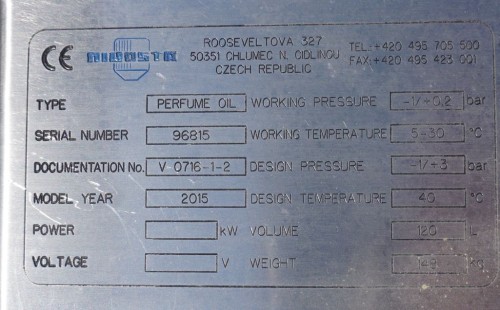 CE
ROOSEVELTOVA 327 TEL.:+420 495 705 500
50351 CHLUMEC N. CIDLINOU FAX:+420 495 423 001
CZECH REPUBLIC
TYPE PERFUME OIL WORKING PRESSURE -1/+0,2 bar
SERIAL NUMBER 96815 WORKING TEMPERATURE 5-30 °C
DOCUMENTATION No. V-0716-1-2 DESIGN PRESSURE -1/+3 bar
MODEL YEAR 2015 DESIGN TEMPERATURE 40 °C
POWER kW VOLUME 120 L
VOLTAGE V WEIGHT 149 kg